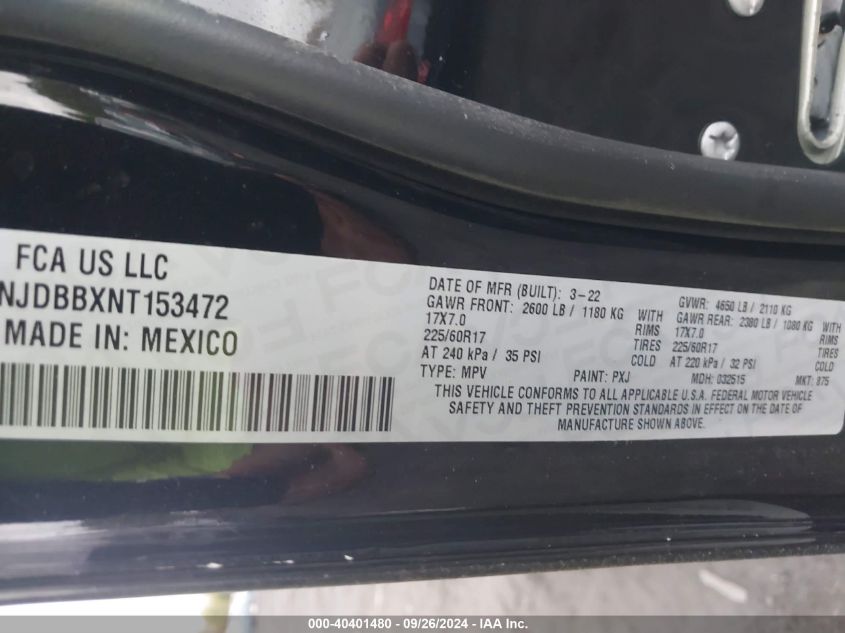 FCA US LLC
NJDBBXNT153472
MADE IN: MEXICO
DATE OF MFR (BUILT): 3-22 GVWR: 4650 LB / 2110 KG
GAWR FRONT: 2600 LB / 1180 KG WITH GAWR REAR: 2380 LB / 1080 KG WITH
17X7.0 RIMS 17X7.0 RIMS
225/60R17 TIRES 225/60R17 TIRES
AT 240 kPa / 35 PSI COLD AT 220 kPa / 32 PSI COLD
TYPE: MPV PAINT: PXJ MDH: 032515 MKT: 875
THIS VEHICLE CONFORMS TO ALL APPLICABLE U.S.A. FEDERAL MOTOR VEHICLE
SAFETY AND THEFT PREVENTION STANDARDS IN EFFECT ON THE DATE OF
MANUFACTURE SHOWN ABOVE.
000-40401480 - 09/26/2024 - IAA Inc.